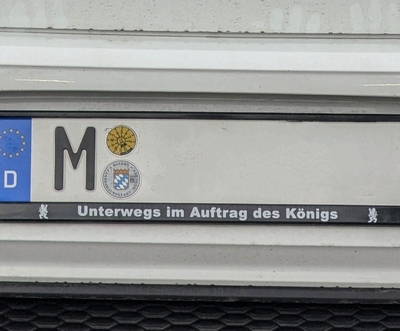 D
M
Unterwegs im Auftrag des Königs